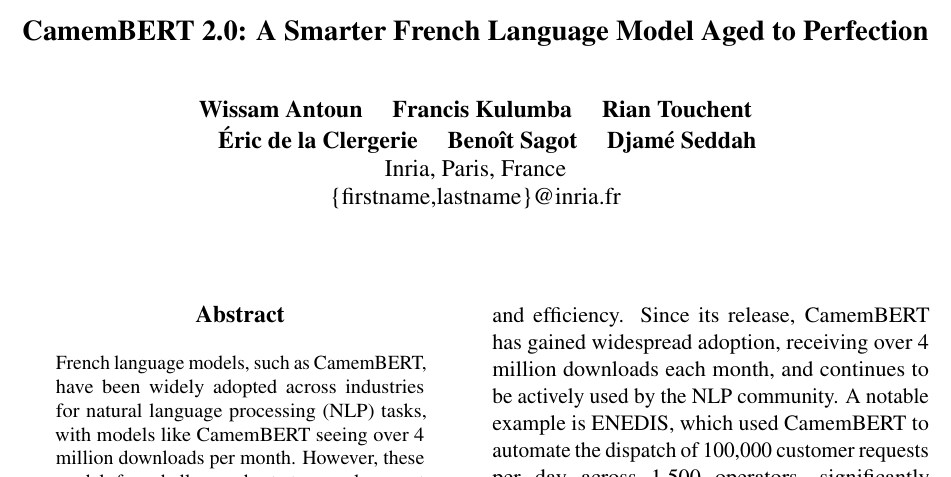 CamemBERT 2.0: A Smarter French Language Model Aged to Perfection
Wissam Antoun Francis Kulumba Rian Touchent
Éric de la Clergerie Benoît Sagot Djamé Seddah
Inria, Paris, France
{firstname,lastname}@inria.fr
Abstract
French language models, such as CamemBERT,
have been widely adopted across industries
for natural language processing (NLP) tasks,
with models like CamemBERT seeing over 4
million downloads per month. However, these
and efficiency. Since its release, CamemBERT
has gained widespread adoption, receiving over 4
million downloads each month, and continues to
be actively used by the NLP community. A notable
example is ENEDIS, which used CamemBERT to
automate the dispatch of 100,000 customer requests
per day across 1,500 operators, significantly